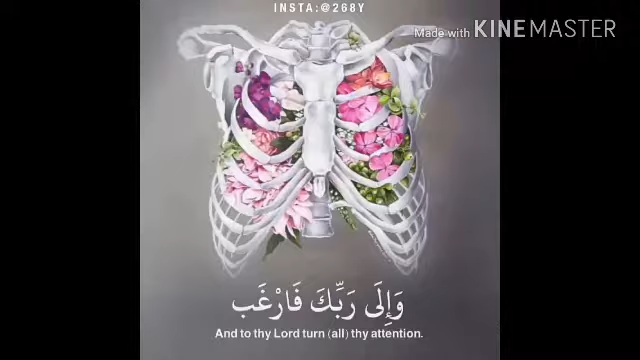 INSTA:@268Y
Made with KINEMASTER
وَإِلَى رَبِّكَ فَارْغَب
And to thy Lord turn (all) thy attention.